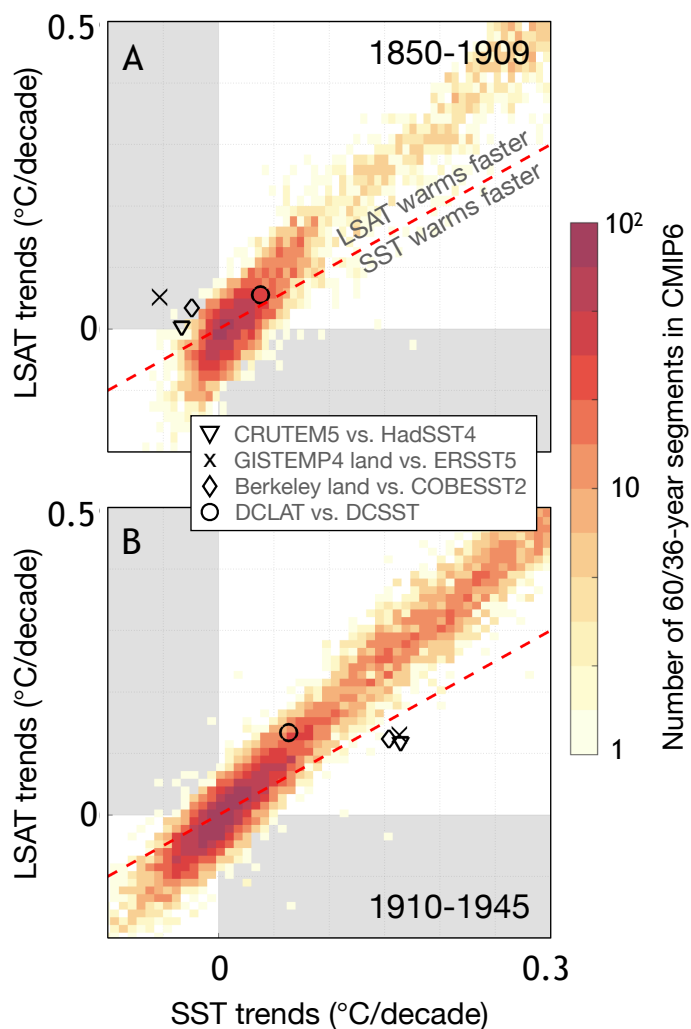 0.5
A
1850-1909
LSAT warms faster
SST warms faster
LSAT trends (°C/decade)
0
CRUTEM5 vs. HadSST4
GISTEMP4 land vs. ERSST5
Berkeley land vs. COBESST2
DCLAT vs. DCSST
0.5
B
LSAT trends (°C/decade)
0
1910-1945
0
0.3
SST trends (°C/decade)
10²
10
1
Number of 60/36-year segments in CMIP6